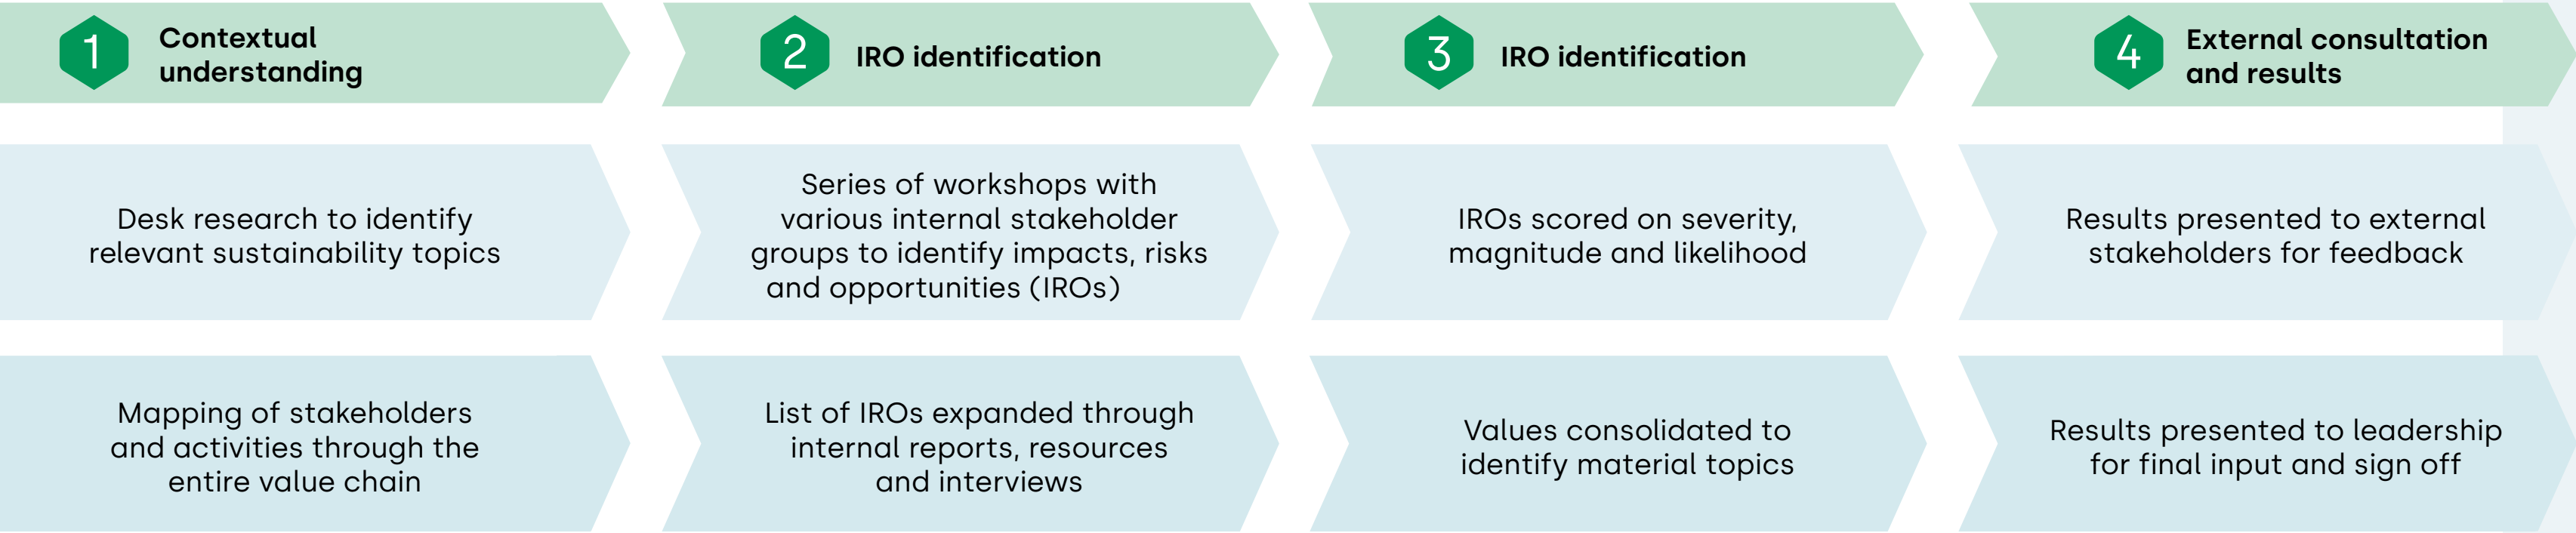 1
Contextual
understanding
2
IRO identification
3
IRO identification
4
External consultation
and results
Desk research to identify
relevant sustainability topics
Series of workshops with
various internal stakeholder
groups to identify impacts, risks
and opportunities (IROs)
IROs scored on severity,
magnitude and likelihood
Results presented to external
stakeholders for feedback
Mapping of stakeholders
and activities through the
entire value chain
List of IROs expanded through
internal reports, resources
and interviews
Values consolidated to
identify material topics
Results presented to leadership
for final input and sign off